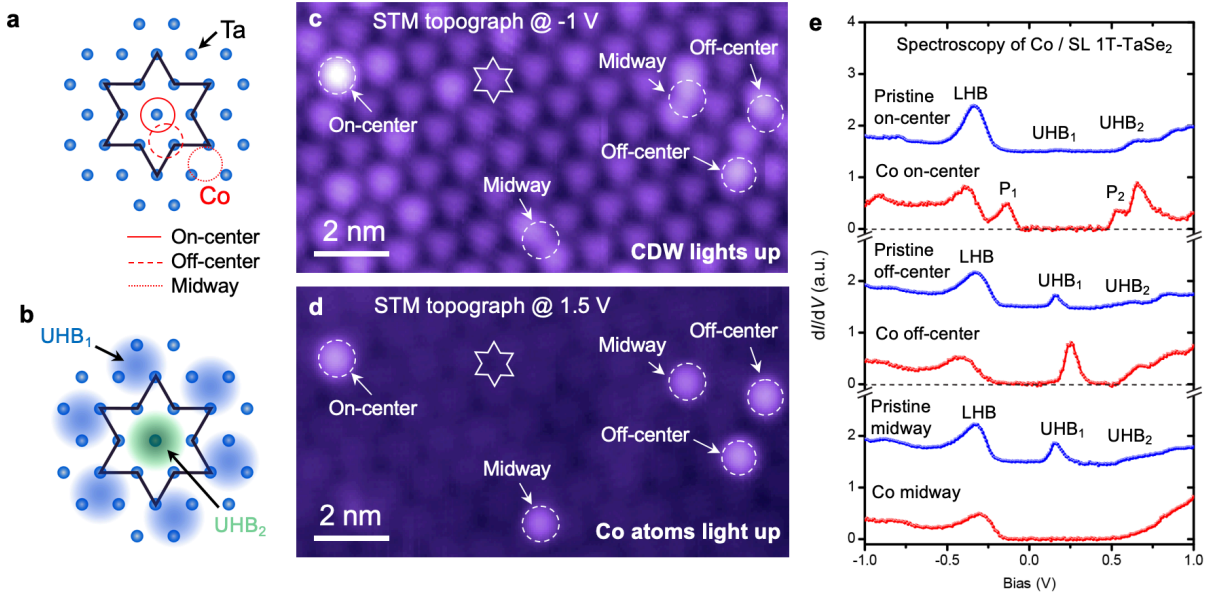 a
Ta
Co
On-center
Off-center
Midway
b
UHB1
UHB2
c
STM topograph @ -1 V
On-center
Midway
Off-center
Off-center
Midway
2 nm
CDW lights up
d
STM topograph @ 1.5 V
On-center
Midway
Off-center
Off-center
Midway
2 nm
Co atoms light up
e
Spectroscopy of Co / SL 1T-TaSe2
Pristine
on-center
LHB
UHB1
UHB2
Co on-center
P1
P2
Pristine
off-center
LHB
UHB1
UHB2
Co off-center
Pristine
midway
LHB
UHB1
UHB2
Co midway
dI/dV (a.u.)
4
3
2
1
0
2
1
0
2
1
0
-1.0
-0.5
0.0
0.5
1.0
Bias (V)